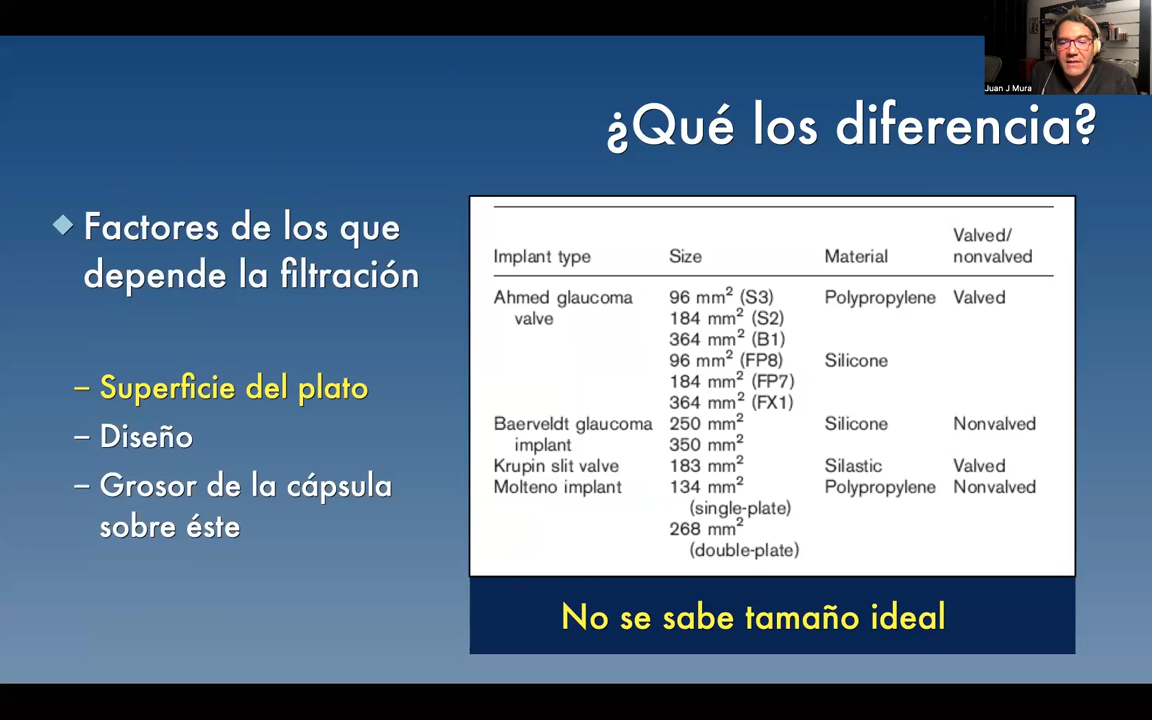 Juan J Mura
¿Qué los diferencia?
Factores de los que
depende la filtración
– Superficie del plato
– Diseño
– Grosor de la cápsula
sobre éste
Valved/
Implant type Size Material nonvalved
Ahmed glaucoma 96 mm² (S3) Polypropylene Valved
valve 184 mm² (S2)
364 mm² (B1)
96 mm² (FP8) Silicone
184 mm² (FP7)
364 mm² (FX1)
Baerveldt glaucoma 250 mm² Silicone Nonvalved
implant 350 mm²
Krupin slit valve 183 mm² Silastic Valved
Molteno implant 134 mm² Polypropylene Nonvalved
(single-plate)
268 mm²
(double-plate)
No se sabe tamaño ideal